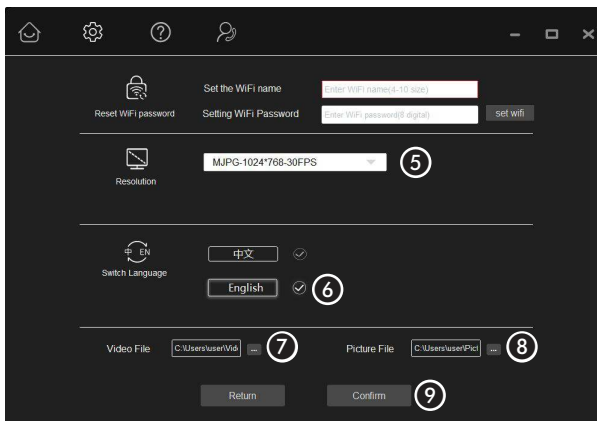 Set the WiFi name
Enter WiFi name(4-10 size)
Reset WiFi password
Setting WiFi Password
Enter WiFi password(8 digital)
set wifi
MJPG-1024*768-30FPS
5
Resolution
中 EN
中文
Switch Language
English
6
Video File
C:\Users\user\Vid
...
7
Picture File
C:\Users\user\Pict
...
8
Return
Confirm
9